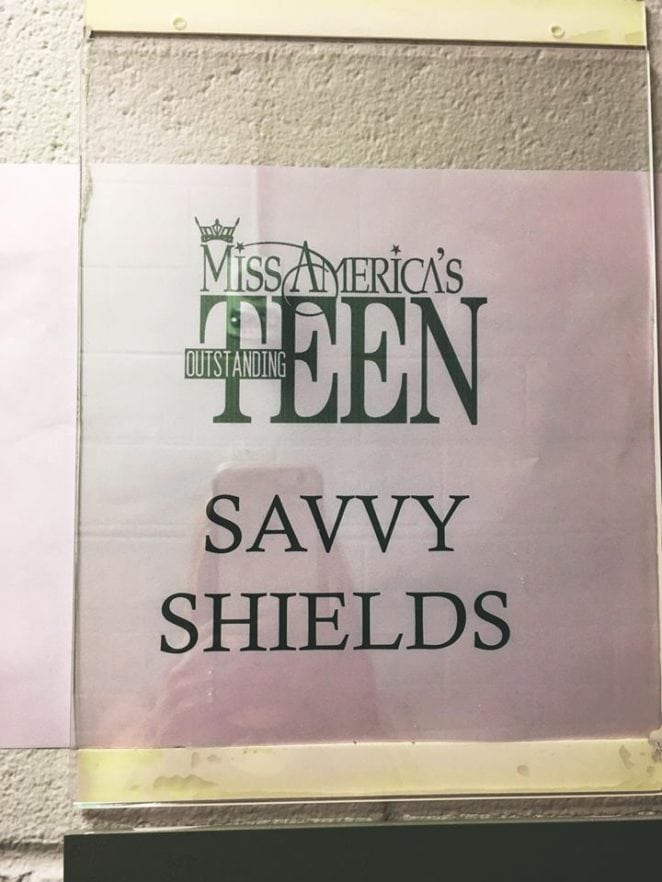 MISS AMERICA'S
OUTSTANDING
TEEN
SAVVY
SHIELDS